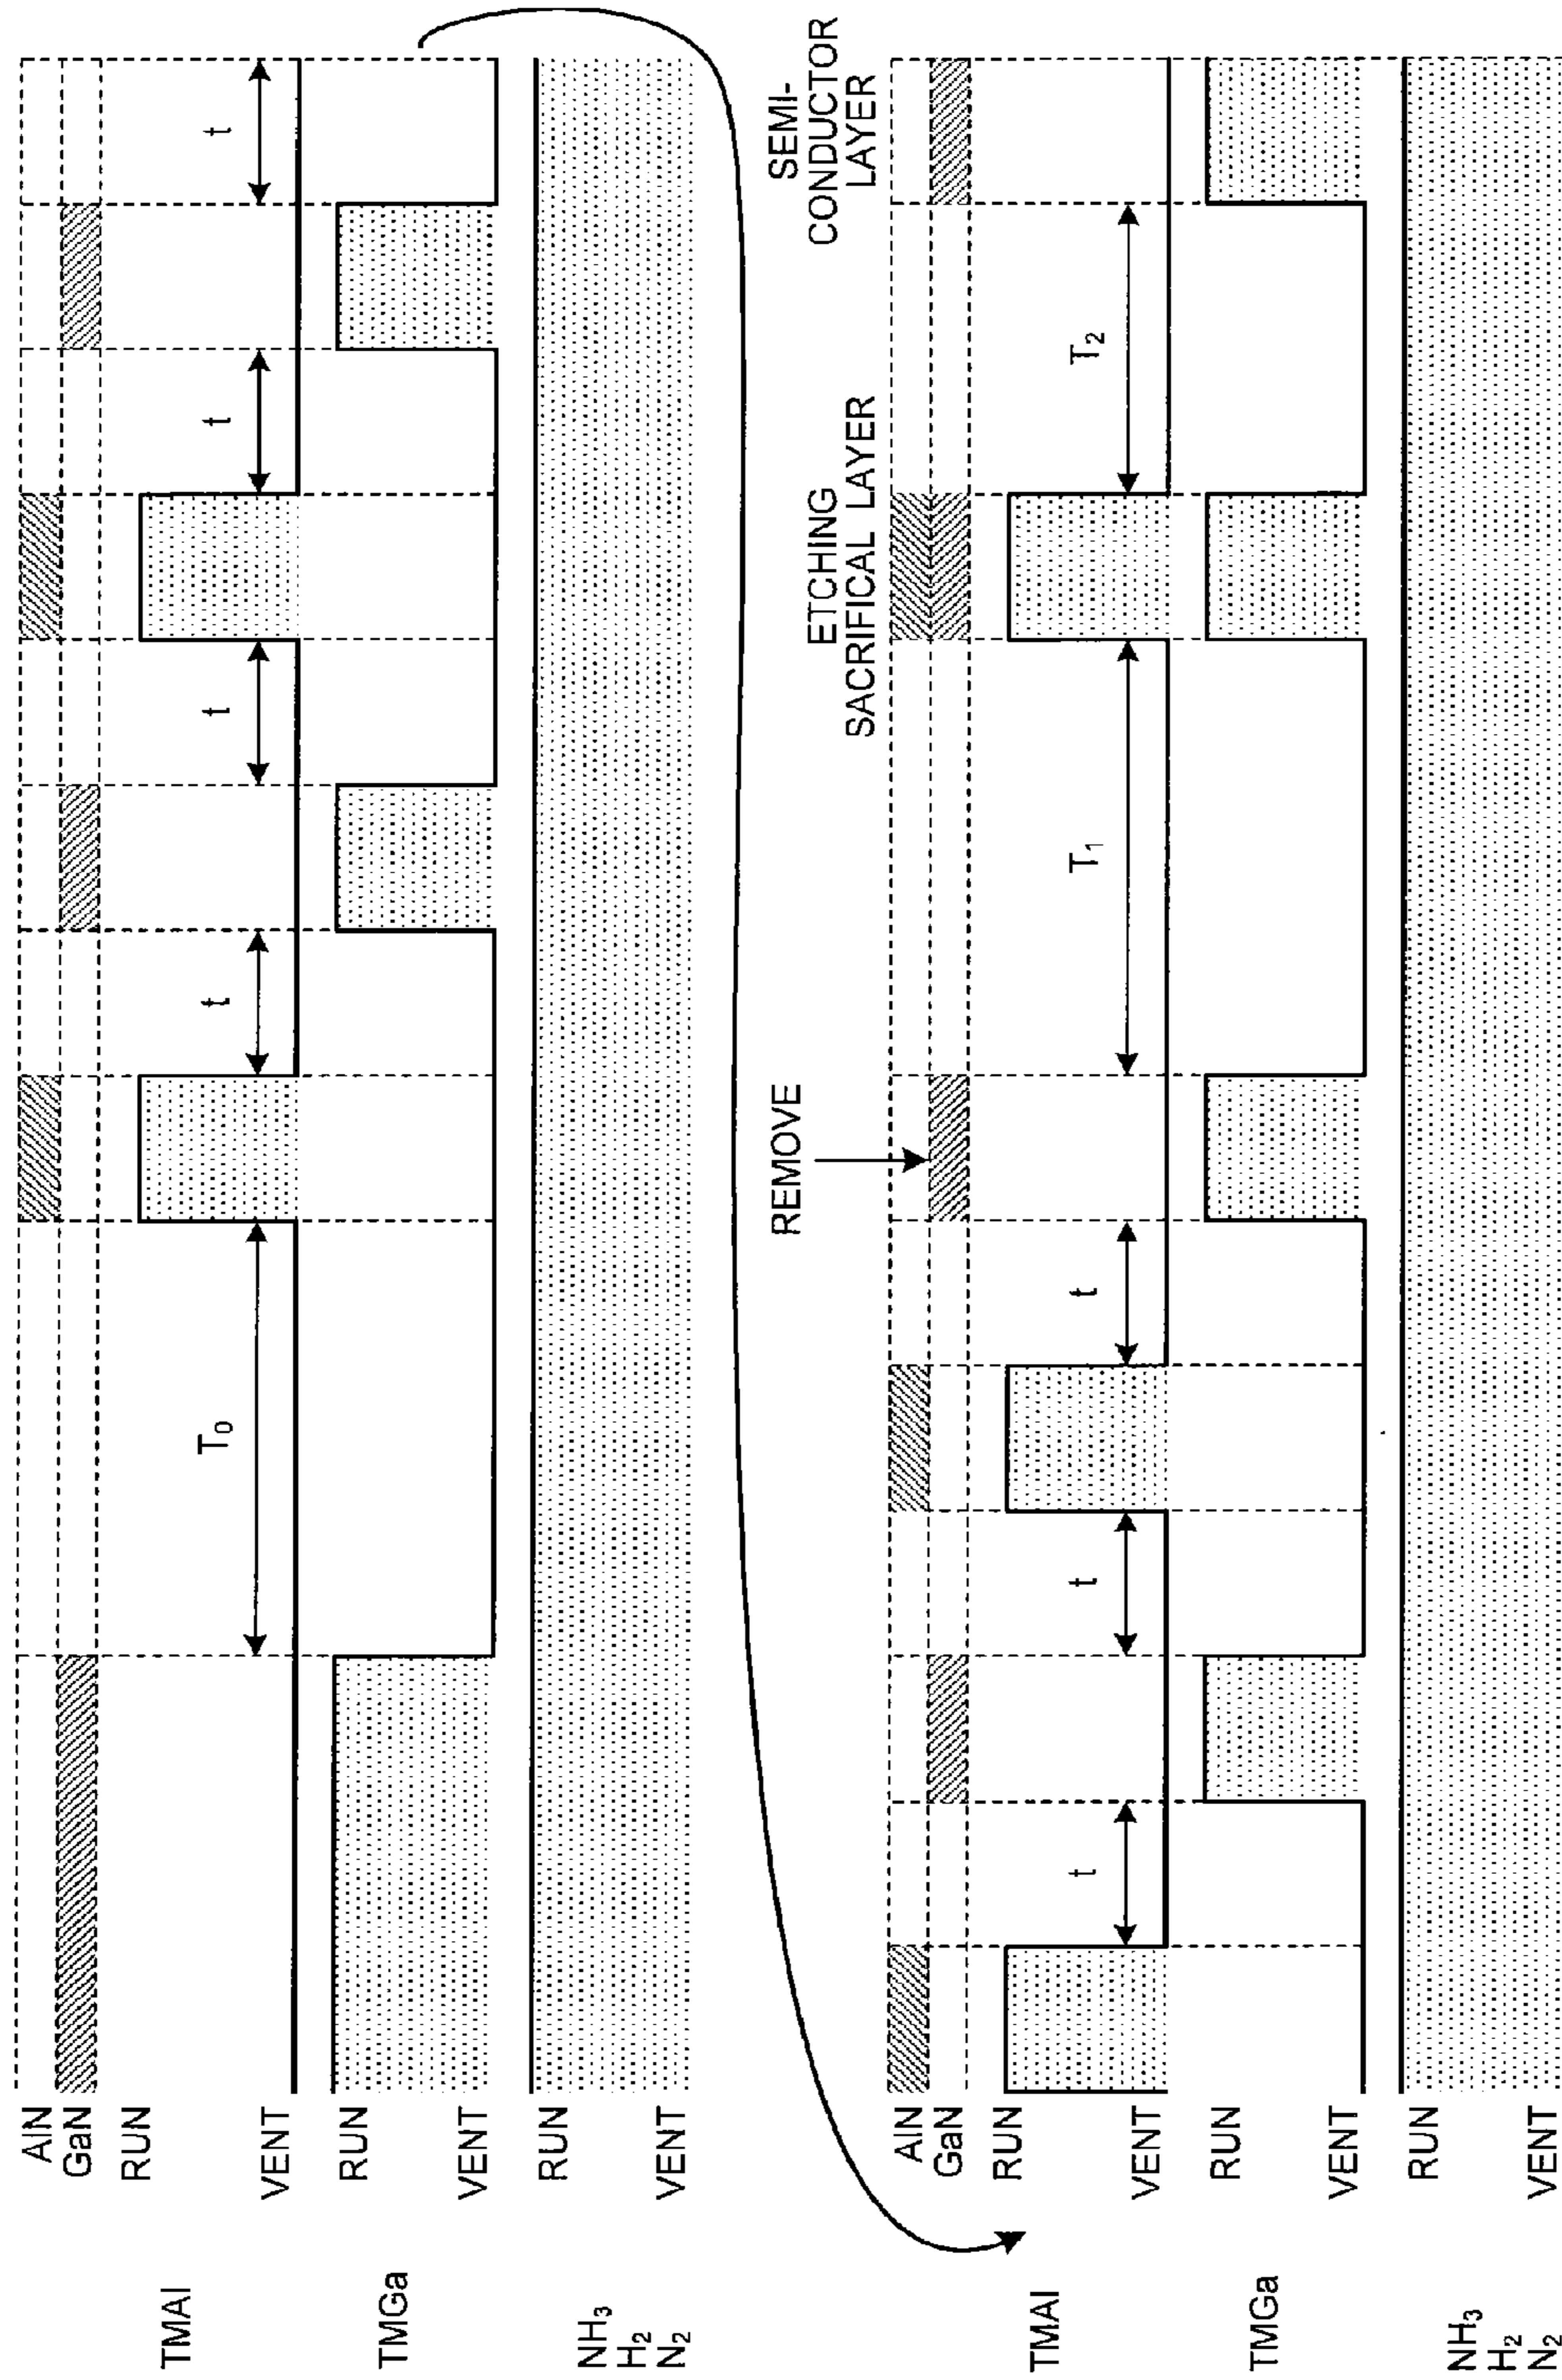 AlN
GaN
RUN
TMAl
VENT
T₀
t
t
t
t
t
RUN
TMGa
VENT
RUN
NH₃
H₂
N₂
VENT
REMOVE
ETCHING
SACRIFICAL LAYER
SEMI-
CONDUCTOR
LAYER
AlN
GaN
RUN
TMAl
VENT
t
t
t
T₁
T₂
RUN
TMGa
VENT
RUN
NH₃
H₂
N₂
VENT